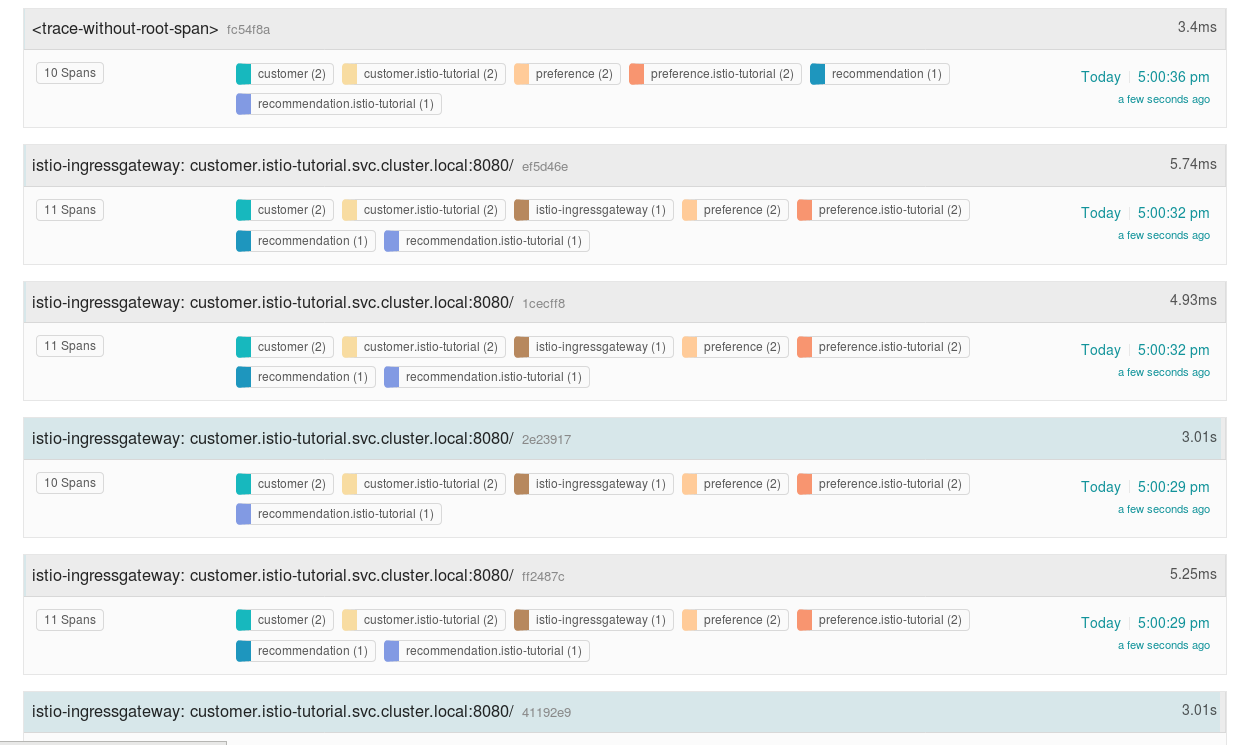 <trace-without-root-span> fc54f8a 3.4ms
10 Spans customer (2) customer.istio-tutorial (2) preference (2) preference.istio-tutorial (2) recommendation (1) Today 5:00:36 pm
recommendation.istio-tutorial (1) a few seconds ago
istio-ingressgateway: customer.istio-tutorial.svc.cluster.local:8080/ ef5d46e 5.74ms
11 Spans customer (2) customer.istio-tutorial (2) istio-ingressgateway (1) preference (2) preference.istio-tutorial (2) Today 5:00:32 pm
recommendation (1) recommendation.istio-tutorial (1) a few seconds ago
istio-ingressgateway: customer.istio-tutorial.svc.cluster.local:8080/ 1cecff8 4.93ms
11 Spans customer (2) customer.istio-tutorial (2) istio-ingressgateway (1) preference (2) preference.istio-tutorial (2) Today 5:00:32 pm
recommendation (1) recommendation.istio-tutorial (1) a few seconds ago
istio-ingressgateway: customer.istio-tutorial.svc.cluster.local:8080/ 2e23917 3.01s
10 Spans customer (2) customer.istio-tutorial (2) istio-ingressgateway (1) preference (2) preference.istio-tutorial (2) Today 5:00:29 pm
recommendation.istio-tutorial (1) a few seconds ago
istio-ingressgateway: customer.istio-tutorial.svc.cluster.local:8080/ ff2487c 5.25ms
11 Spans customer (2) customer.istio-tutorial (2) istio-ingressgateway (1) preference (2) preference.istio-tutorial (2) Today 5:00:29 pm
recommendation (1) recommendation.istio-tutorial (1) a few seconds ago
istio-ingressgateway: customer.istio-tutorial.svc.cluster.local:8080/ 41192e9 3.01s